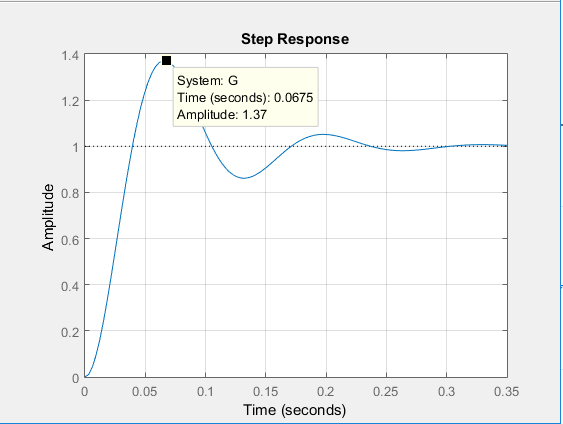 Step Response
1.4
1.2
1
0.8
0.6
0.4
0.2
0
Amplitude
System: G
Time (seconds): 0.0675
Amplitude: 1.37
0 0.05 0.1 0.15 0.2 0.25 0.3 0.35
Time (seconds)